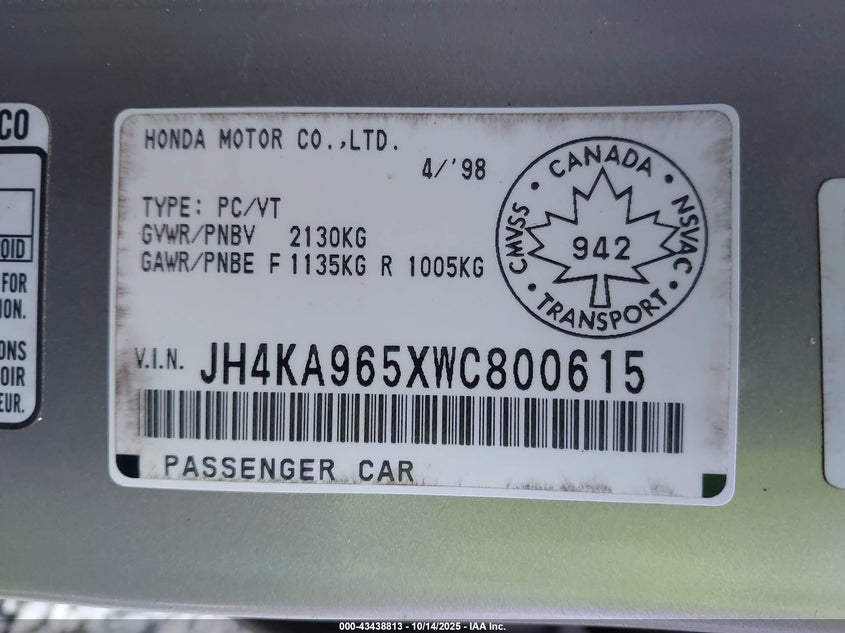 CO
OID
FOR
ION.
ONS
OIR
EUR.
HONDA MOTOR CO.,LTD.
4/'98
TYPE: PC/VT
GVWR/PNBV 2130KG
GAWR/PNBE F 1135KG R 1005KG
CANADA
CMVSS
942
NSVAC
TRANSPORT
V.I.N. JH4KA965XWC800615
PASSENGER CAR
000-43438813 - 10/14/2025 - IAA Inc.